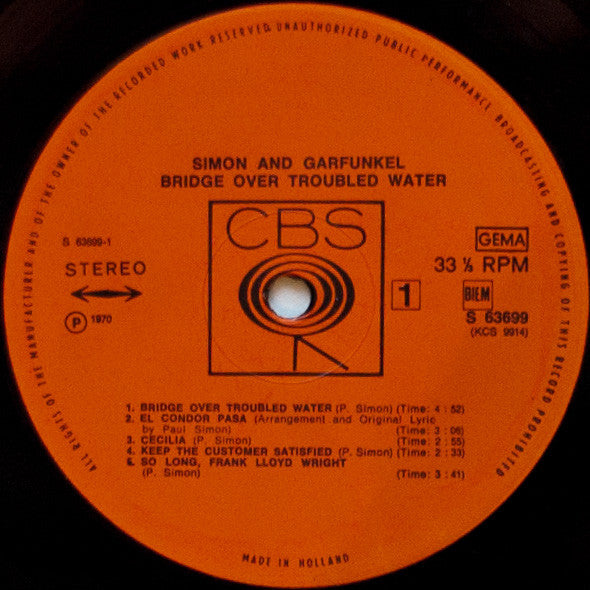 ALL RIGHTS OF THE MANUFACTURER AND OF THE OWNER OF THE RECORDED WORK RESERVED. UNAUTHORIZED PUBLIC PERFORMANCE, BROADCASTING AND COPYING OF THIS RECORD PROHIBITED
SIMON AND GARFUNKEL
BRIDGE OVER TROUBLED WATER
CBS
S 63699-1
STEREO
℗ 1970
GEMA
33 ⅓ RPM
1
BIEM
S 63699
(KCS 9914)
1. BRIDGE OVER TROUBLED WATER (P. Simon) (Time: 4 : 52)
2. EL CONDOR PASA (Arrangement and Original Lyric
by Paul Simon) (Time: 3 : 06)
3. CECILIA (P. Simon) (Time: 2 : 55)
4. KEEP THE CUSTOMER SATISFIED (P. Simon) (Time: 2 : 33)
5. SO LONG, FRANK LLOYD WRIGHT
(P. Simon) (Time: 3 : 41)
MADE IN HOLLAND